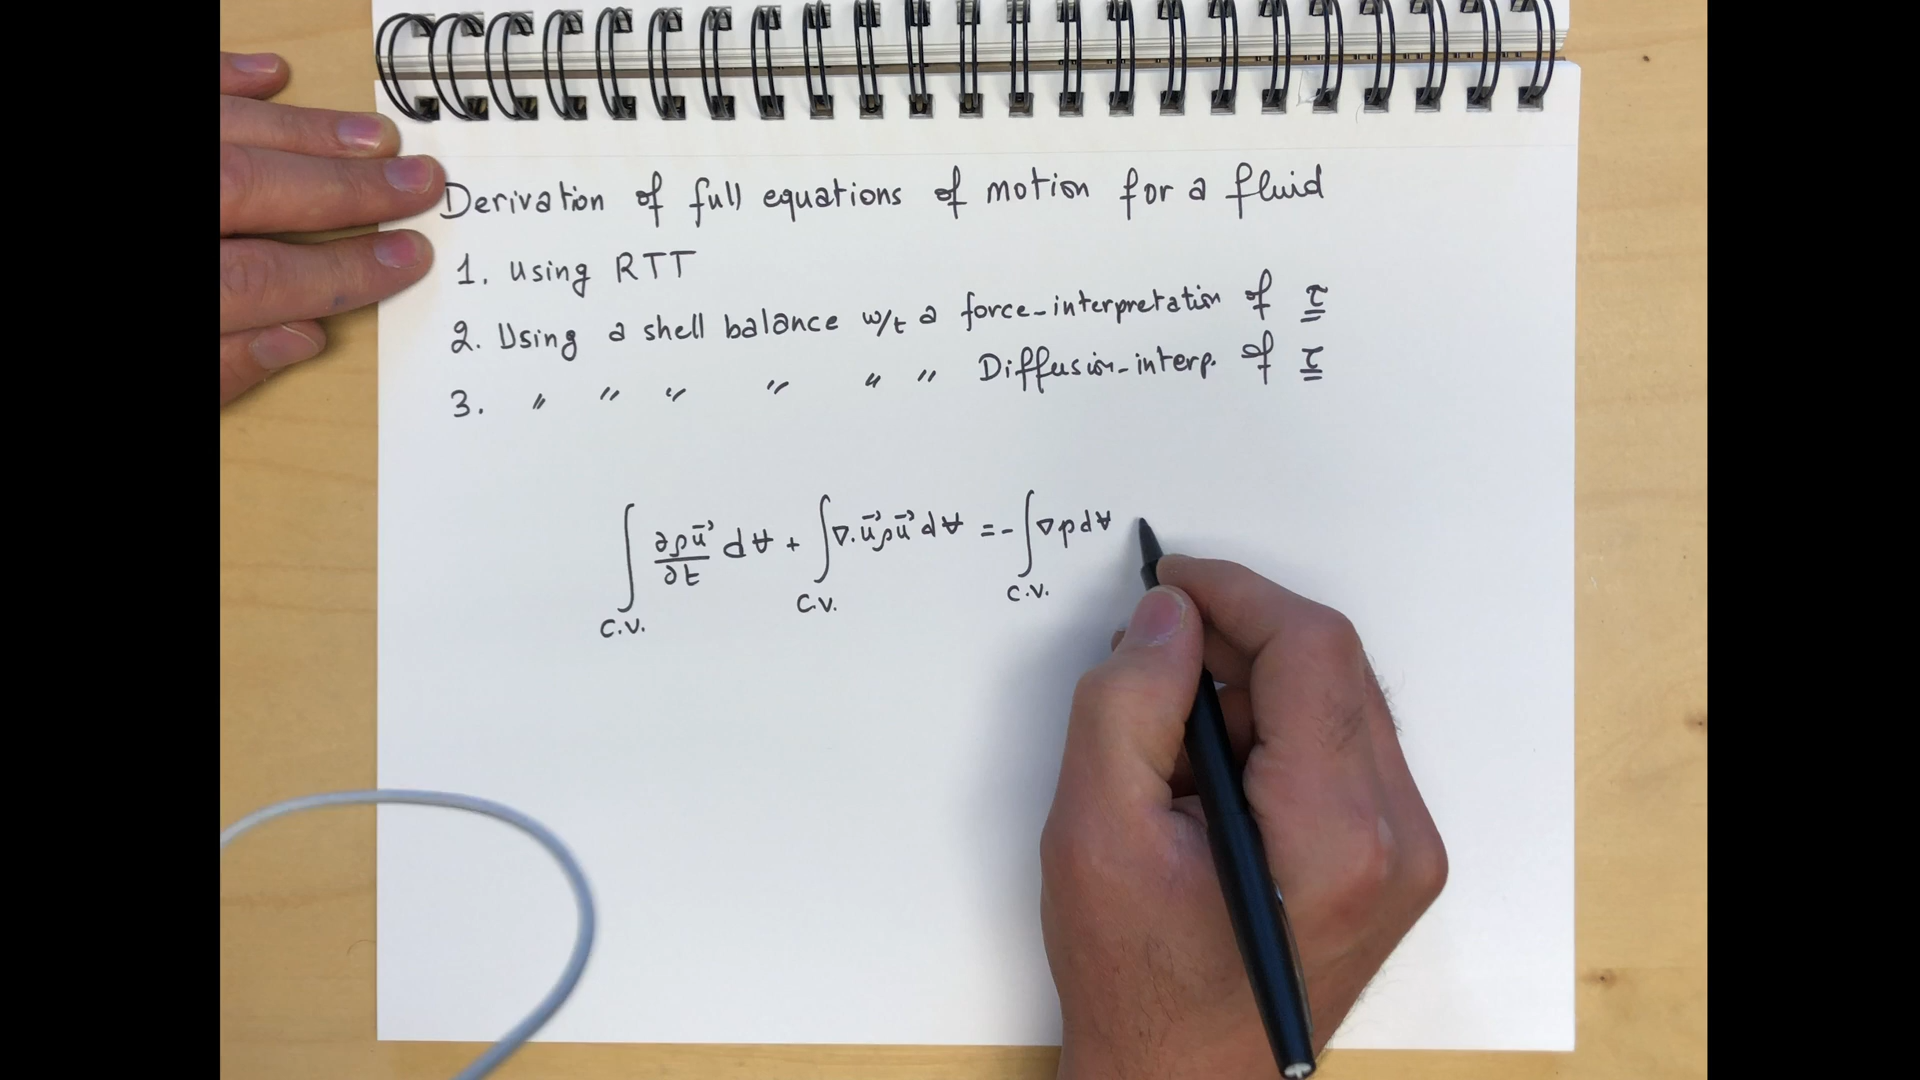 Derivation of full equations of motion for a fluid
1. using RTT
2. Using a shell balance w/t a force-interpretation of τ
3. " " " " " " Diffusion-interp. of τ
∫ ∂ρu⃗/∂t d∀ + ∫ ∇.u⃗ρu⃗ d∀ = - ∫ ∇p d∀
C.V. C.V. C.V.